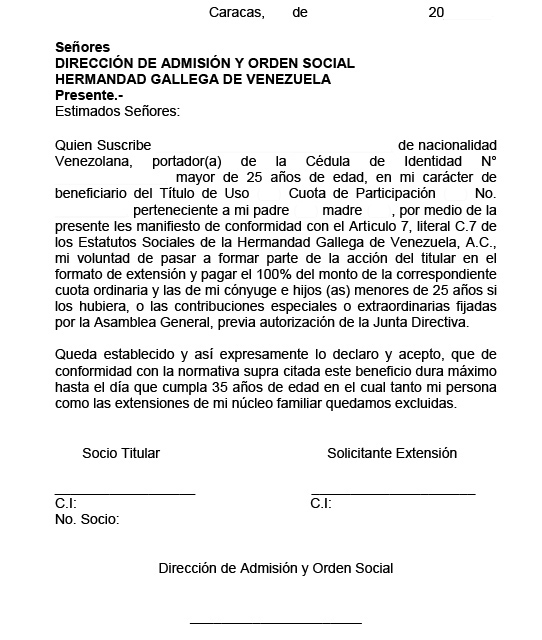 Caracas, de 20
Señores
DIRECCIÓN DE ADMISIÓN Y ORDEN SOCIAL
HERMANDAD GALLEGA DE VENEZUELA
Presente.-
Estimados Señores:
Quien Suscribe de nacionalidad
Venezolana, portador(a) de la Cédula de Identidad N°
mayor de 25 años de edad, en mi carácter de
beneficiario del Título de Uso Cuota de Participación No.
perteneciente a mi padre madre , por medio de la
presente les manifiesto de conformidad con el Articulo 7, literal C.7 de
los Estatutos Sociales de la Hermandad Gallega de Venezuela, A.C.,
mi voluntad de pasar a formar parte de la acción del titular en el
formato de extensión y pagar el 100% del monto de la correspondiente
cuota ordinaria y las de mi cónyuge e hijos (as) menores de 25 años si
los hubiera, o las contribuciones especiales o extraordinarias fijadas
por la Asamblea General, previa autorización de la Junta Directiva.
Queda establecido y así expresamente lo declaro y acepto, que de
conformidad con la normativa supra citada este beneficio dura máximo
hasta el día que cumpla 35 años de edad en el cual tanto mi persona
como las extensiones de mi núcleo familiar quedamos excluidas.
Socio Titular Solicitante Extensión
C.I: C.I:
No. Socio:
Dirección de Admisión y Orden Social